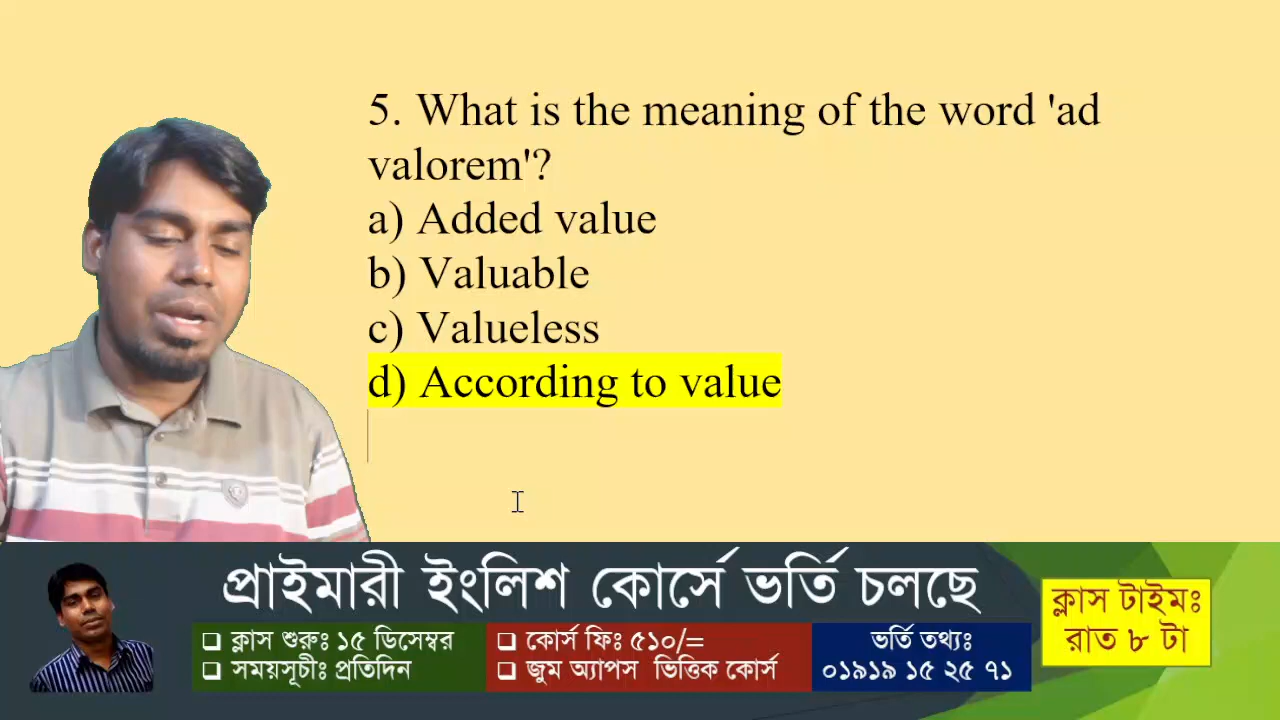 5. What is the meaning of the word 'ad
valorem'?
a) Added value
b) Valuable
c) Valueless
d) According to value
প্রাইমারী ইংলিশ কোর্সে ভর্তি চলছে
ক্লাস শুরুঃ ১৫ ডিসেম্বর
সময়সূচীঃ প্রতিদিন
কোর্স ফিঃ ৫১০/=
জুম অ্যাপস ভিত্তিক কোর্স
ভর্তি তথ্যঃ
০১৯১৯ ১৫ ২৫ ৭১
ক্লাস টাইমঃ
রাত ৮ টা